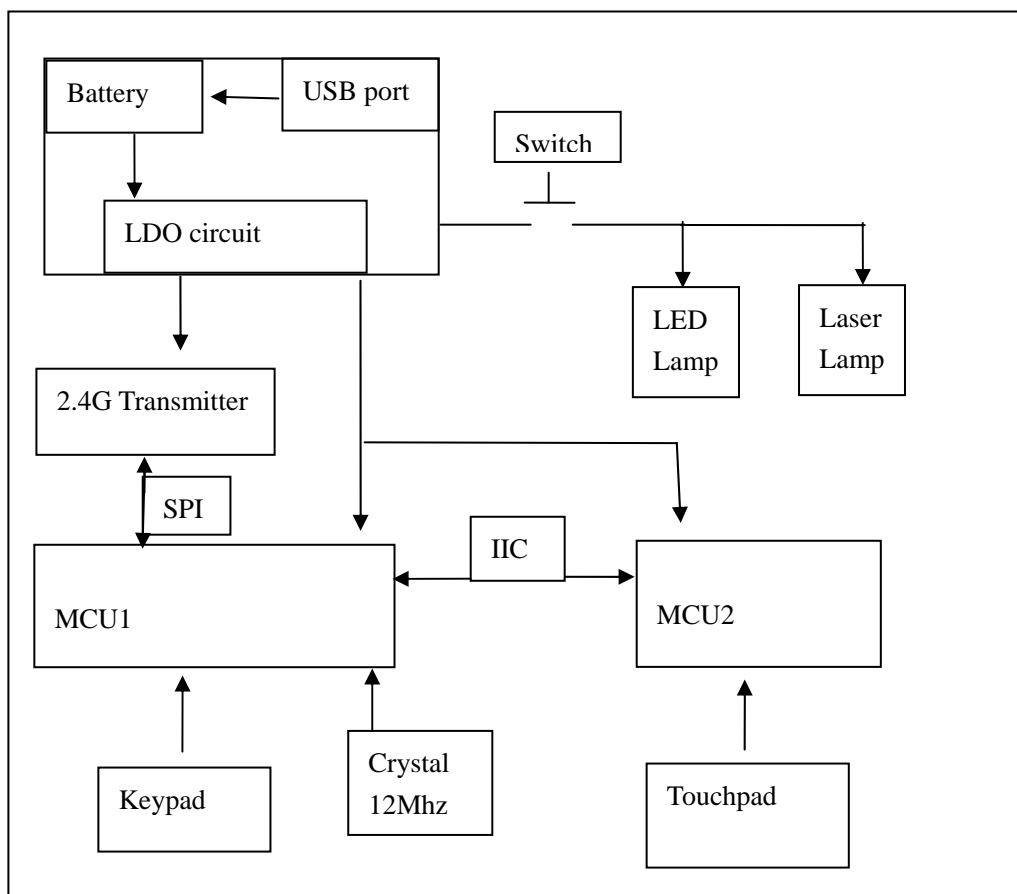 Battery
USB port
Switch
LDO circuit
LED
Lamp
Laser
Lamp
2.4G Transmitter
SPI
IIC
MCU1
MCU2
Keypad
Crystal
12Mhz
Touchpad